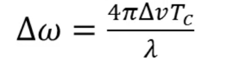 Δω = 4πΔvT_C / λ